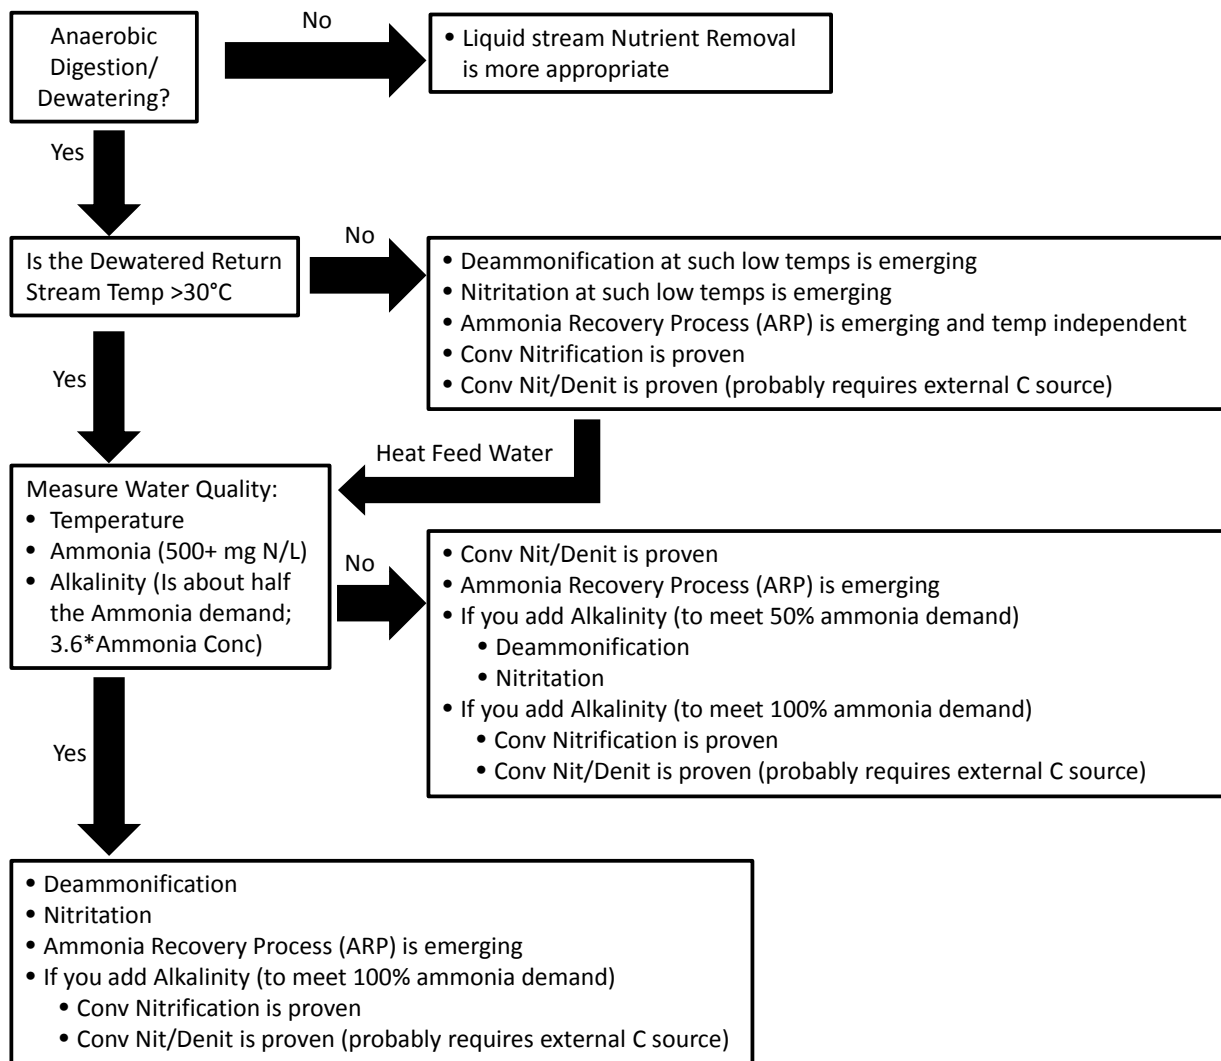 Anaerobic
Digestion/
Dewatering?
No
• Liquid stream Nutrient Removal
is more appropriate
Yes
Is the Dewatered Return
Stream Temp >30°C
No
• Deammonification at such low temps is emerging
• Nitritation at such low temps is emerging
• Ammonia Recovery Process (ARP) is emerging and temp independent
• Conv Nitrification is proven
• Conv Nit/Denit is proven (probably requires external C source)
Yes
Heat Feed Water
Measure Water Quality:
• Temperature
• Ammonia (500+ mg N/L)
• Alkalinity (Is about half
the Ammonia demand;
3.6*Ammonia Conc)
No
• Conv Nit/Denit is proven
• Ammonia Recovery Process (ARP) is emerging
• If you add Alkalinity (to meet 50% ammonia demand)
• Deammonification
• Nitritation
• If you add Alkalinity (to meet 100% ammonia demand)
• Conv Nitrification is proven
• Conv Nit/Denit is proven (probably requires external C source)
Yes
• Deammonification
• Nitritation
• Ammonia Recovery Process (ARP) is emerging
• If you add Alkalinity (to meet 100% ammonia demand)
• Conv Nitrification is proven
• Conv Nit/Denit is proven (probably requires external C source)